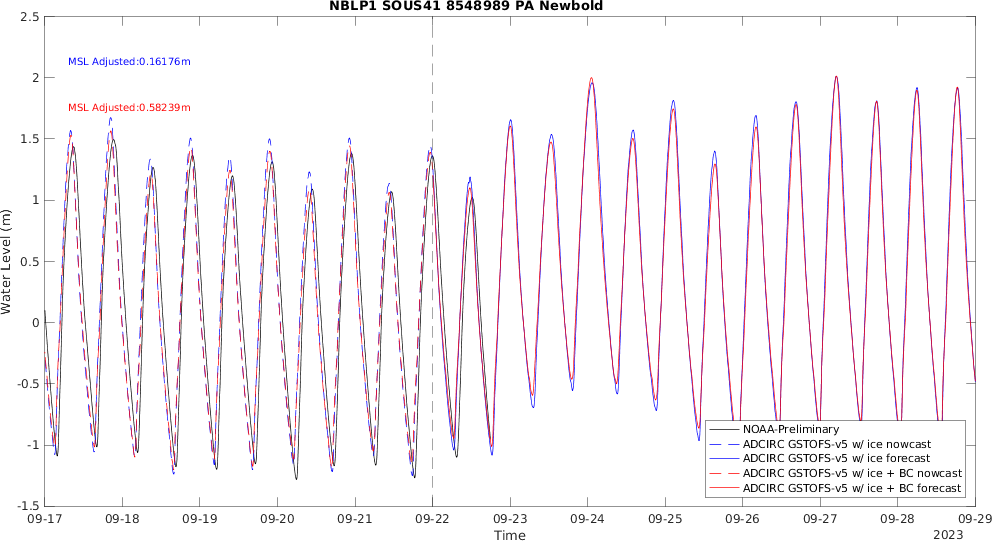 NBLP1 SOUS41 8548989 PA Newbold
2.5
2
1.5
1
0.5
0
-0.5
-1
-1.5
Water Level (m)
MSL Adjusted:0.16176m
MSL Adjusted:0.58239m
NOAA-Preliminary
ADCIRC GSTOFS-v5 w/ ice nowcast
ADCIRC GSTOFS-v5 w/ ice forecast
ADCIRC GSTOFS-v5 w/ ice + BC nowcast
ADCIRC GSTOFS-v5 w/ ice + BC forecast
09-17 09-18 09-19 09-20 09-21 09-22 09-23 09-24 09-25 09-26 09-27 09-28 09-29
Time
2023